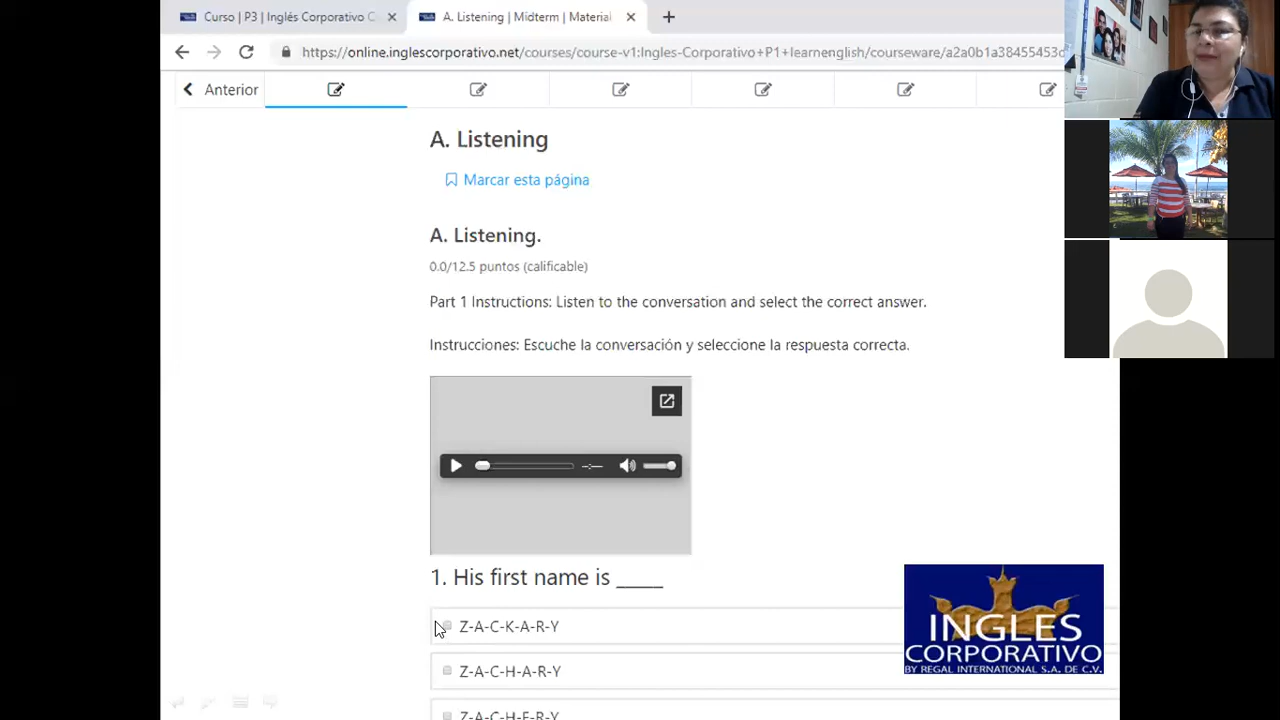 Curso | P3 | Inglés Corporativo C
A. Listening | Midterm | Material
https://online.inglescorporativo.net/courses/course-v1:Ingles-Corporativo+P1+learnenglish/courseware/a2a0b1a38455453d
Anterior
A. Listening
Marcar esta página
A. Listening.
0.0/12.5 puntos (calificable)
Part 1 Instructions: Listen to the conversation and select the correct answer.
Instrucciones: Escuche la conversación y seleccione la respuesta correcta.
-:--
1. His first name is _____
Z-A-C-K-A-R-Y
Z-A-C-H-A-R-Y
Z-A-C-H-E-R-Y
INGLES
CORPORATIVO
BY REGAL INTERNATIONAL S.A. DE C.V.